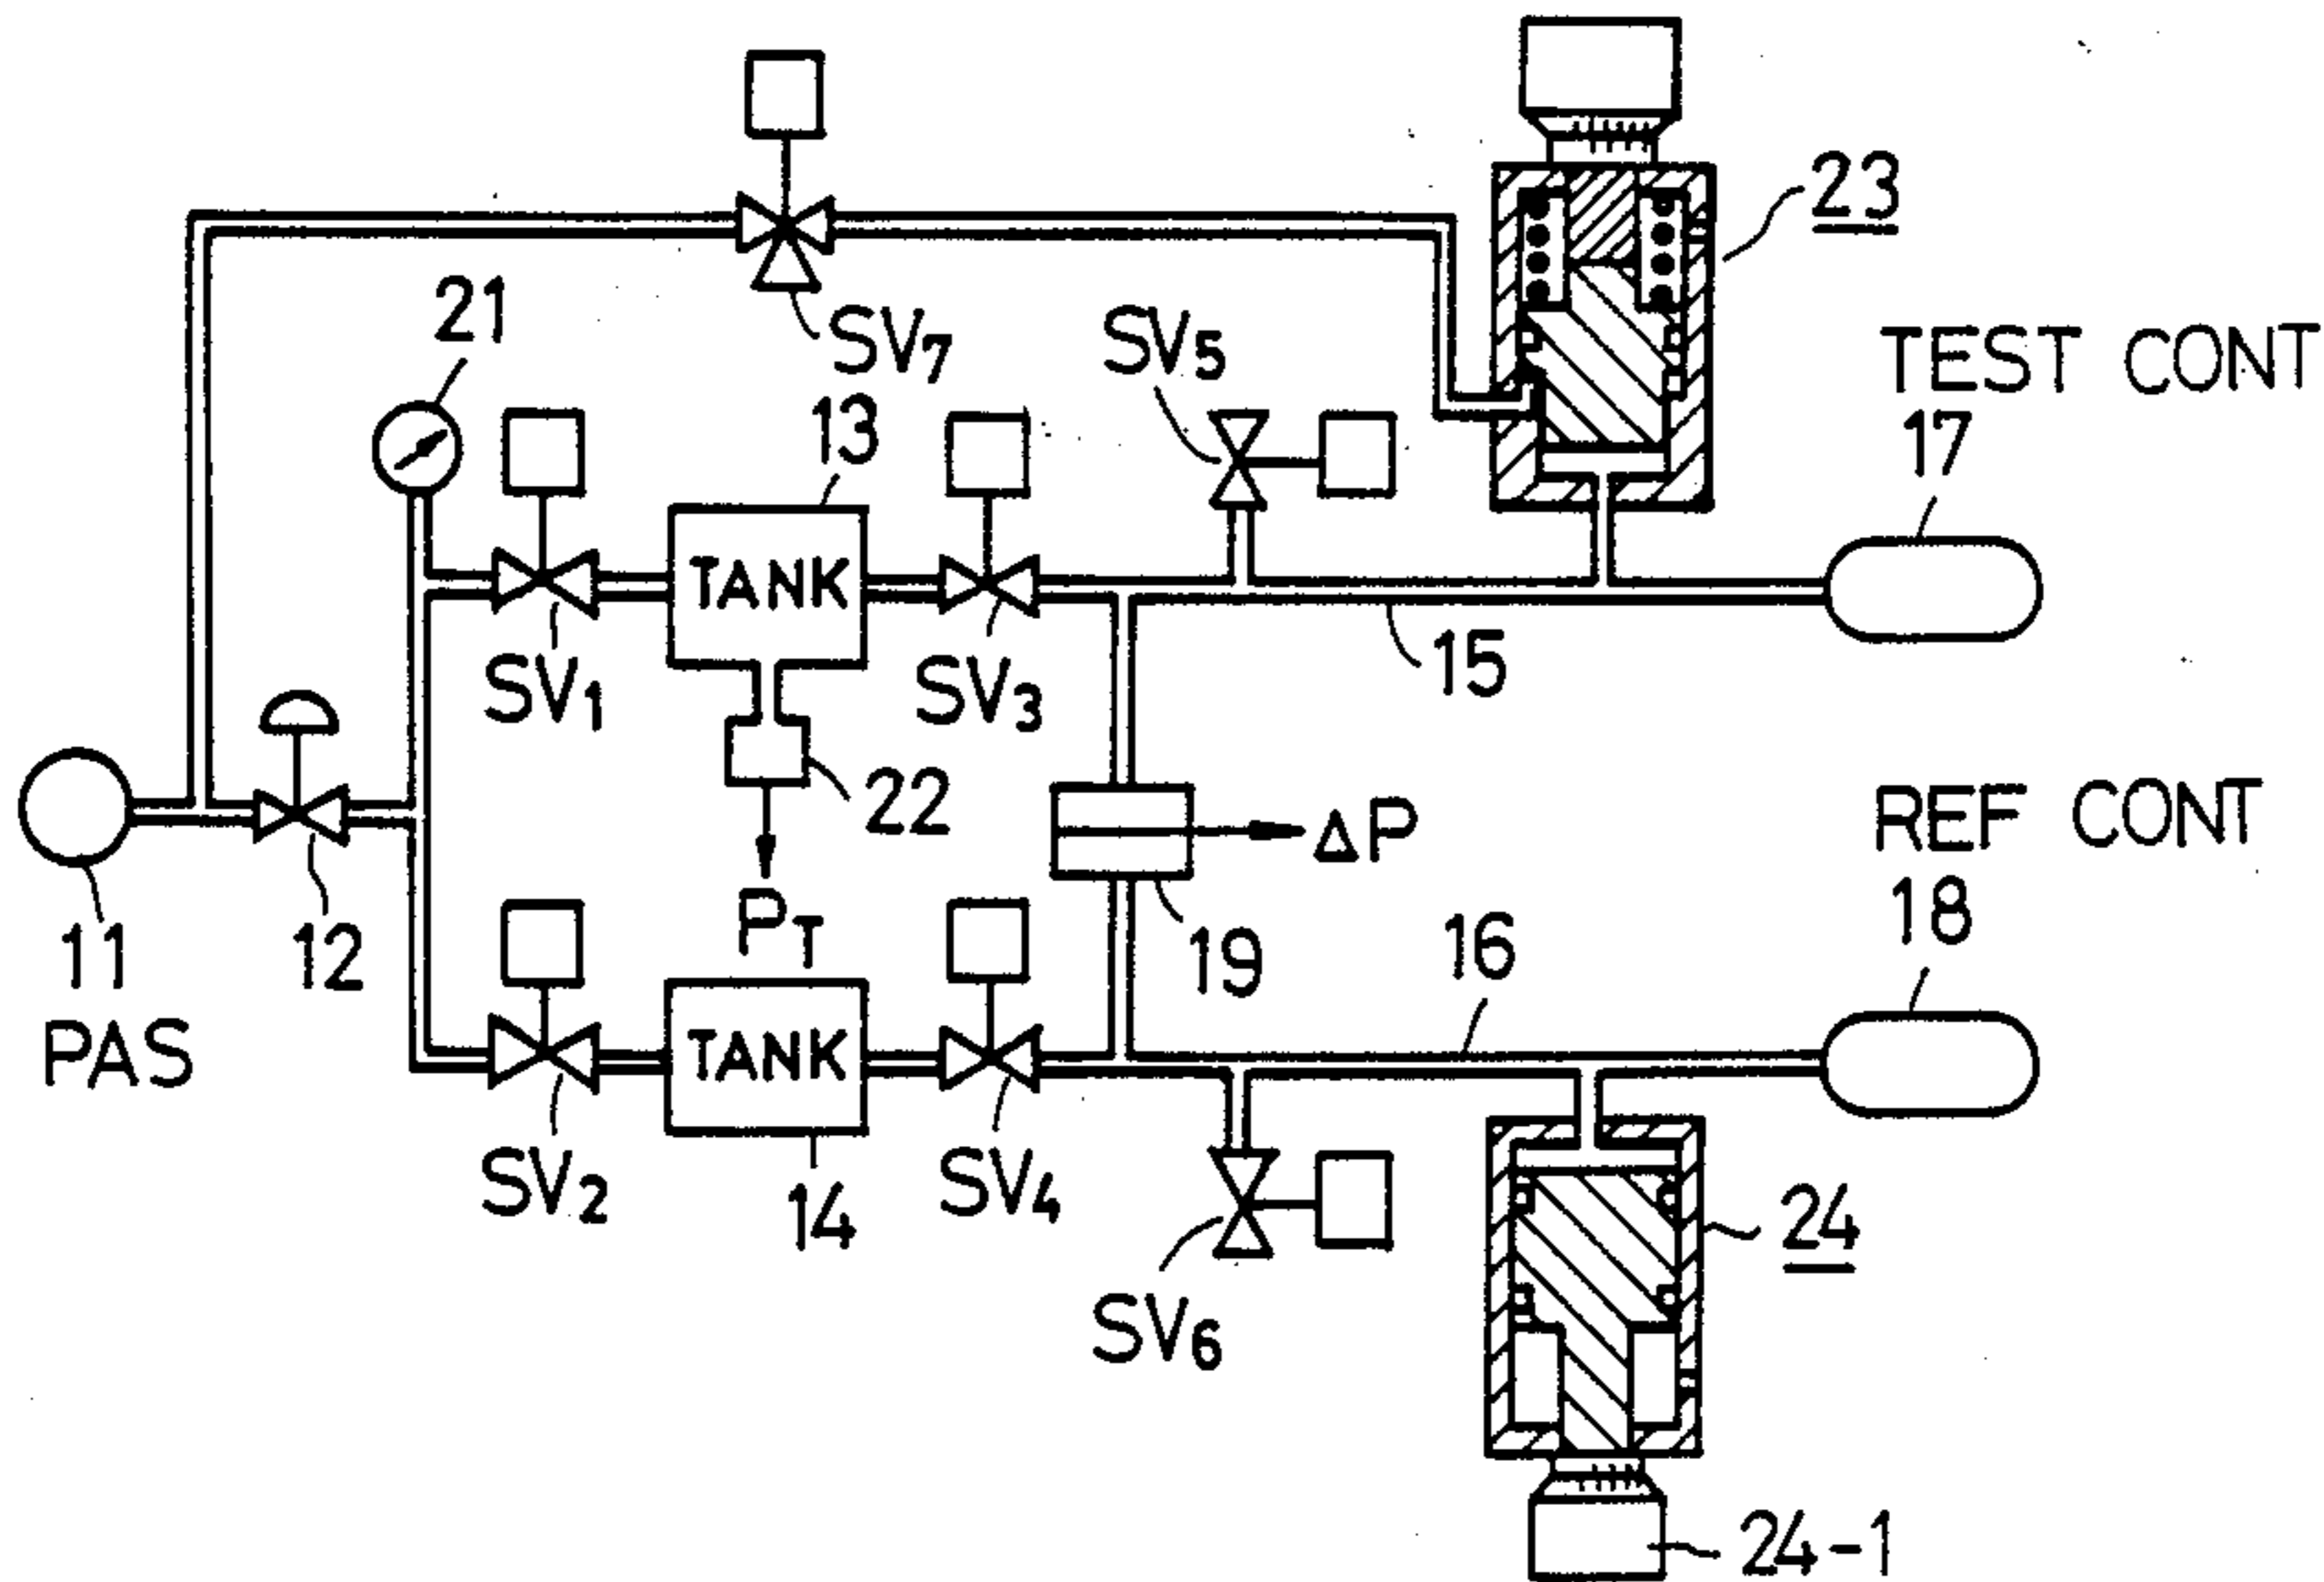 23
21
SV7
SV5
TEST CONT
17
13
TANK
SV1
SV3
15
22
REF CONT
18
ΔP
11
PAS
12
PT
19
16
TANK
SV2
14
SV4
SV6
24
24-1